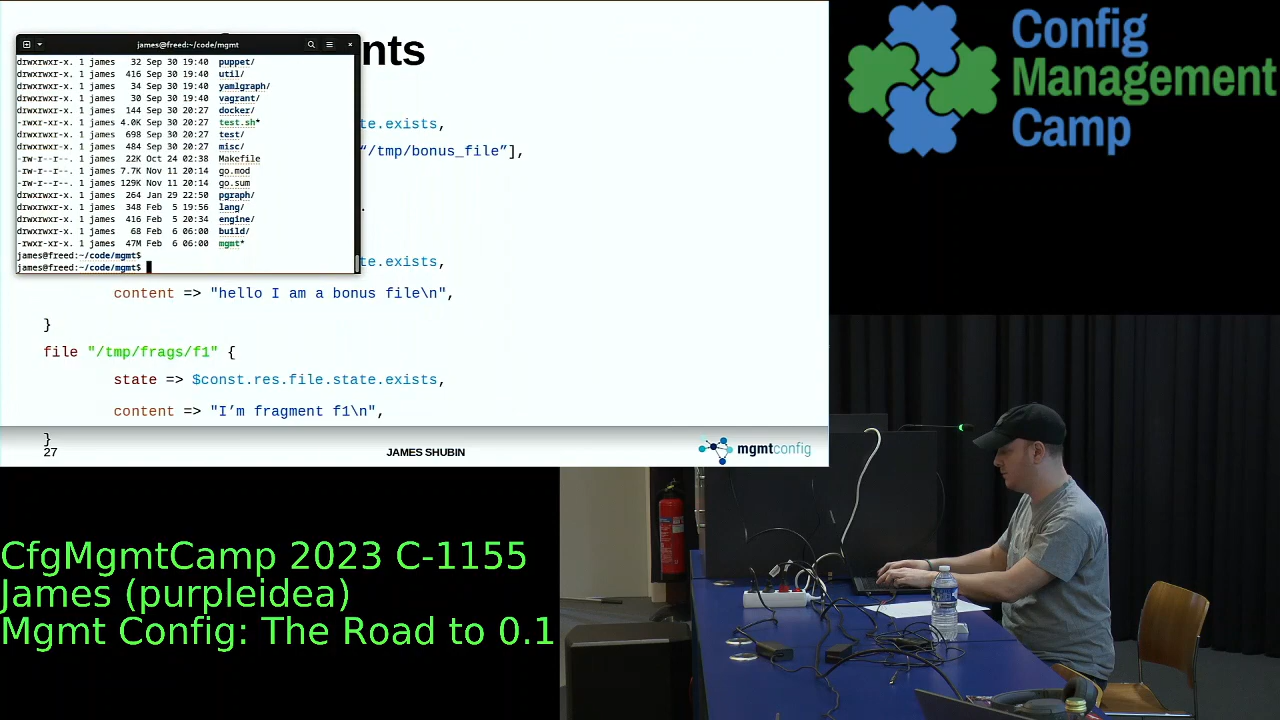 james@freed:~/code/mgmt
drwxrwxr-x. 1 james 32 Sep 30 19:40 puppet/
drwxrwxr-x. 1 james 416 Sep 30 19:40 util/
drwxrwxr-x. 1 james 34 Sep 30 19:40 yamlgraph/
drwxrwxr-x. 1 james 30 Sep 30 19:40 vagrant/
drwxrwxr-x. 1 james 144 Sep 30 20:27 docker/
-rwxr-xr-x. 1 james 4.0K Sep 30 20:27 test.sh*
drwxrwxr-x. 1 james 698 Sep 30 20:27 test/
drwxrwxr-x. 1 james 484 Sep 30 20:27 misc/
-rw-r--r--. 1 james 22K Oct 24 02:38 Makefile
-rw-r--r--. 1 james 7.7K Nov 11 20:14 go.mod
-rw-r--r--. 1 james 129K Nov 11 20:14 go.sum
drwxrwxr-x. 1 james 264 Jan 29 22:50 pgraph/
drwxrwxr-x. 1 james 348 Feb 5 19:56 lang/
drwxrwxr-x. 1 james 416 Feb 5 20:34 engine/
drwxrwxr-x. 1 james 68 Feb 6 06:00 build/
-rwxr-xr-x. 1 james 47M Feb 6 06:00 mgmt*
james@freed:~/code/mgmt$
james@freed:~/code/mgmt$
nts
te.exists,
"/tmp/bonus_file"],
.
te.exists,
content => "hello I am a bonus file\n",
}
file "/tmp/frags/f1" {
state => $const.res.file.state.exists,
content => "I’m fragment f1\n",
}
27
JAMES SHUBIN
mgmtconfig
Config
Management
Camp
CfgMgmtCamp 2023 C-1155
James (purpleidea)
Mgmt Config: The Road to 0.1